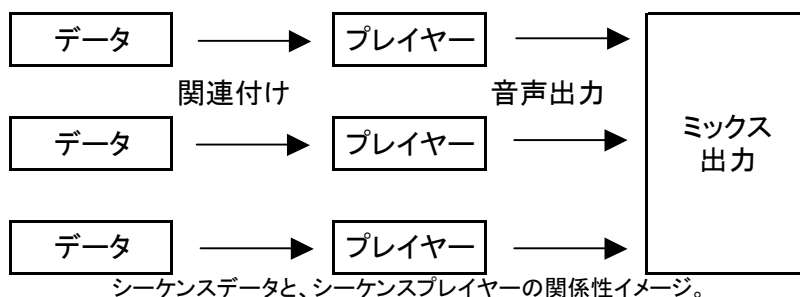 データ
プレイヤー
関連付け
音声出力
データ
プレイヤー
ミックス
出力
データ
プレイヤー
シーケンスデータと、シーケンスプレイヤーの関係性イメージ。